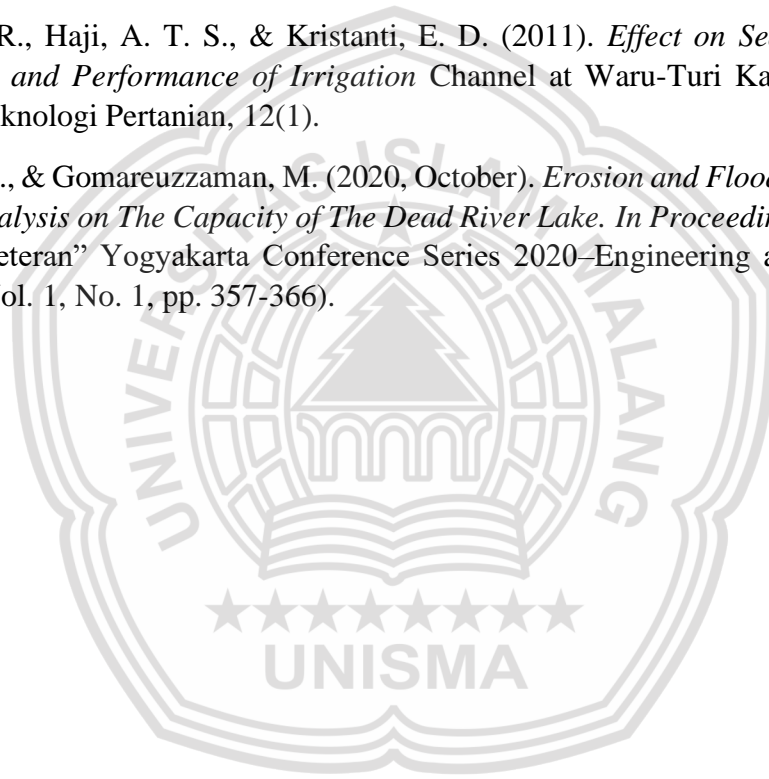 R., Haji, A. T. S., & Kristanti, E. D. (2011). Effect on Se
and Performance of Irrigation Channel at Waru-Turi Ka
knologi Pertanian, 12(1).
., & Gomareuzzaman, M. (2020, October). Erosion and Flood
alysis on The Capacity of The Dead River Lake. In Proceedin
eteran” Yogyakarta Conference Series 2020–Engineering a
ol. 1, No. 1, pp. 357-366).
UNIVERSITAS ISLAM MALANG
UNISMA